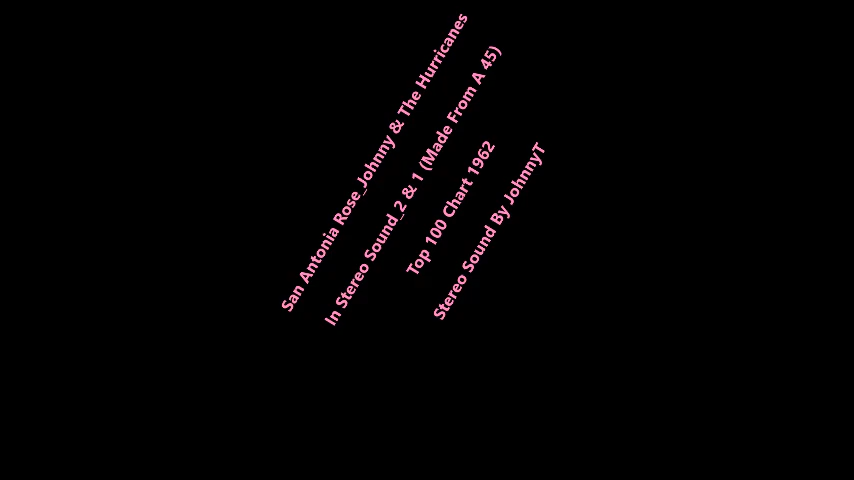 San Antonia Rose_Johnny & The Hurricanes
In Stereo Sound_2 & 1 (Made From A 45)
Top 100 Chart 1962
Stereo Sound By JohnnyT